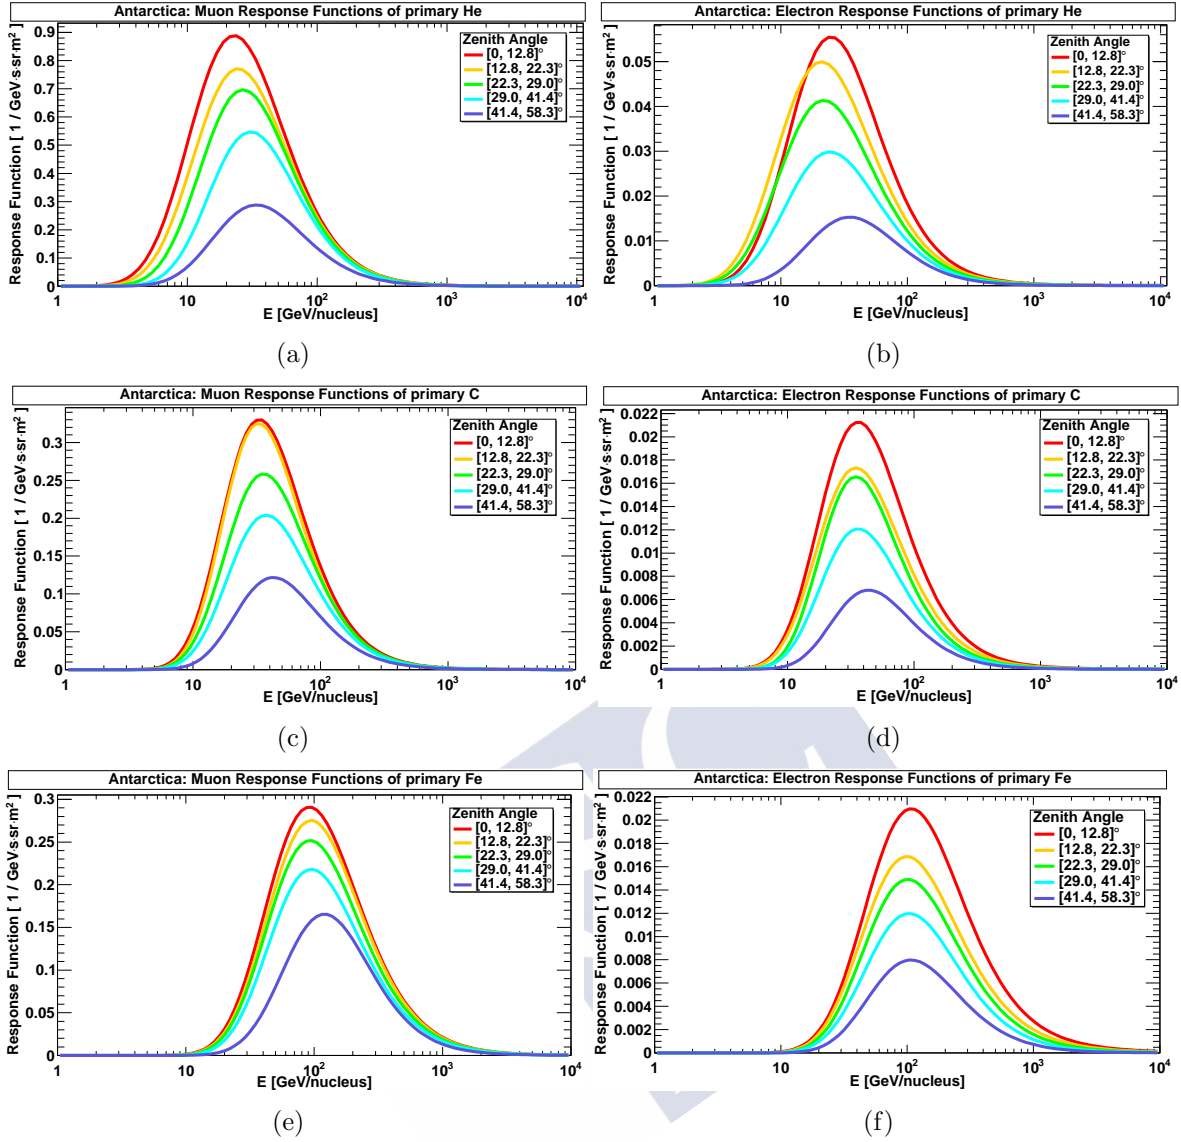 Antarctica: Muon Response Functions of primary He
Response Function [ 1 / GeV·s·sr·m² ]
0.9
0.8
0.7
0.6
0.5
0.4
0.3
0.2
0.1
0
Zenith Angle
[0, 12.8]°
[12.8, 22.3]°
[22.3, 29.0]°
[29.0, 41.4]°
[41.4, 58.3]°
1 10 10² 10³ 10⁴
E [GeV/nucleus]
(a)
Antarctica: Electron Response Functions of primary He
Response Function [ 1 / GeV·s·sr·m² ]
0.05
0.04
0.03
0.02
0.01
0
Zenith Angle
[0, 12.8]°
[12.8, 22.3]°
[22.3, 29.0]°
[29.0, 41.4]°
[41.4, 58.3]°
1 10 10² 10³ 10⁴
E [GeV/nucleus]
(b)
Antarctica: Muon Response Functions of primary C
Response Function [ 1 / GeV·s·sr·m² ]
0.3
0.25
0.2
0.15
0.1
0.05
0
Zenith Angle
[0, 12.8]°
[12.8, 22.3]°
[22.3, 29.0]°
[29.0, 41.4]°
[41.4, 58.3]°
1 10 10² 10³ 10⁴
E [GeV/nucleus]
(c)
Antarctica: Electron Response Functions of primary C
Response Function [ 1 / GeV·s·sr·m² ]
0.022
0.02
0.018
0.016
0.014
0.012
0.01
0.008
0.006
0.004
0.002
0
Zenith Angle
[0, 12.8]°
[12.8, 22.3]°
[22.3, 29.0]°
[29.0, 41.4]°
[41.4, 58.3]°
1 10 10² 10³ 10⁴
E [GeV/nucleus]
(d)
Antarctica: Muon Response Functions of primary Fe
Response Function [ 1 / GeV·s·sr·m² ]
0.3
0.25
0.2
0.15
0.1
0.05
0
Zenith Angle
[0, 12.8]°
[12.8, 22.3]°
[22.3, 29.0]°
[29.0, 41.4]°
[41.4, 58.3]°
1 10 10² 10³ 10⁴
E [GeV/nucleus]
(e)
Antarctica: Electron Response Functions of primary Fe
Response Function [ 1 / GeV·s·sr·m² ]
0.022
0.02
0.018
0.016
0.014
0.012
0.01
0.008
0.006
0.004
0.002
0
Zenith Angle
[0, 12.8]°
[12.8, 22.3]°
[22.3, 29.0]°
[29.0, 41.4]°
[41.4, 58.3]°
1 10 10² 10³ 10⁴
E [GeV/nucleus]
(f)